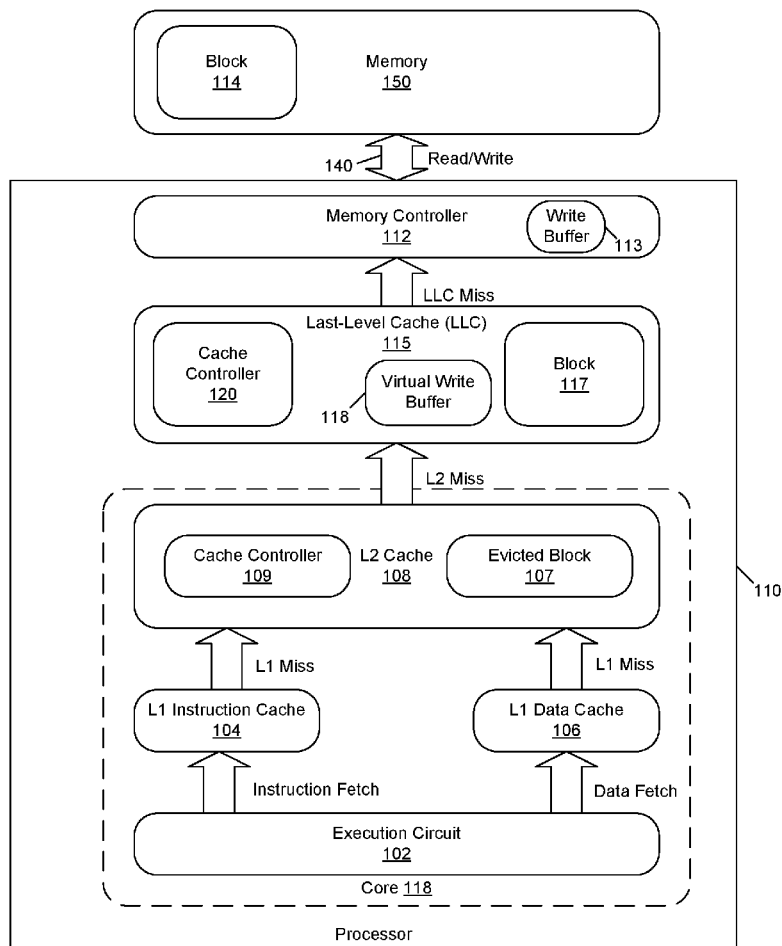 Block
114
Memory
150
140
Read/Write
Memory Controller
112
Write
Buffer
113
LLC Miss
Last-Level Cache (LLC)
115
Cache
Controller
120
Virtual Write
Buffer
118
Block
117
L2 Miss
Cache Controller
109
L2 Cache
108
Evicted Block
107
110
L1 Miss
L1 Miss
L1 Instruction Cache
104
L1 Data Cache
106
Instruction Fetch
Data Fetch
Execution Circuit
102
Core 118
Processor